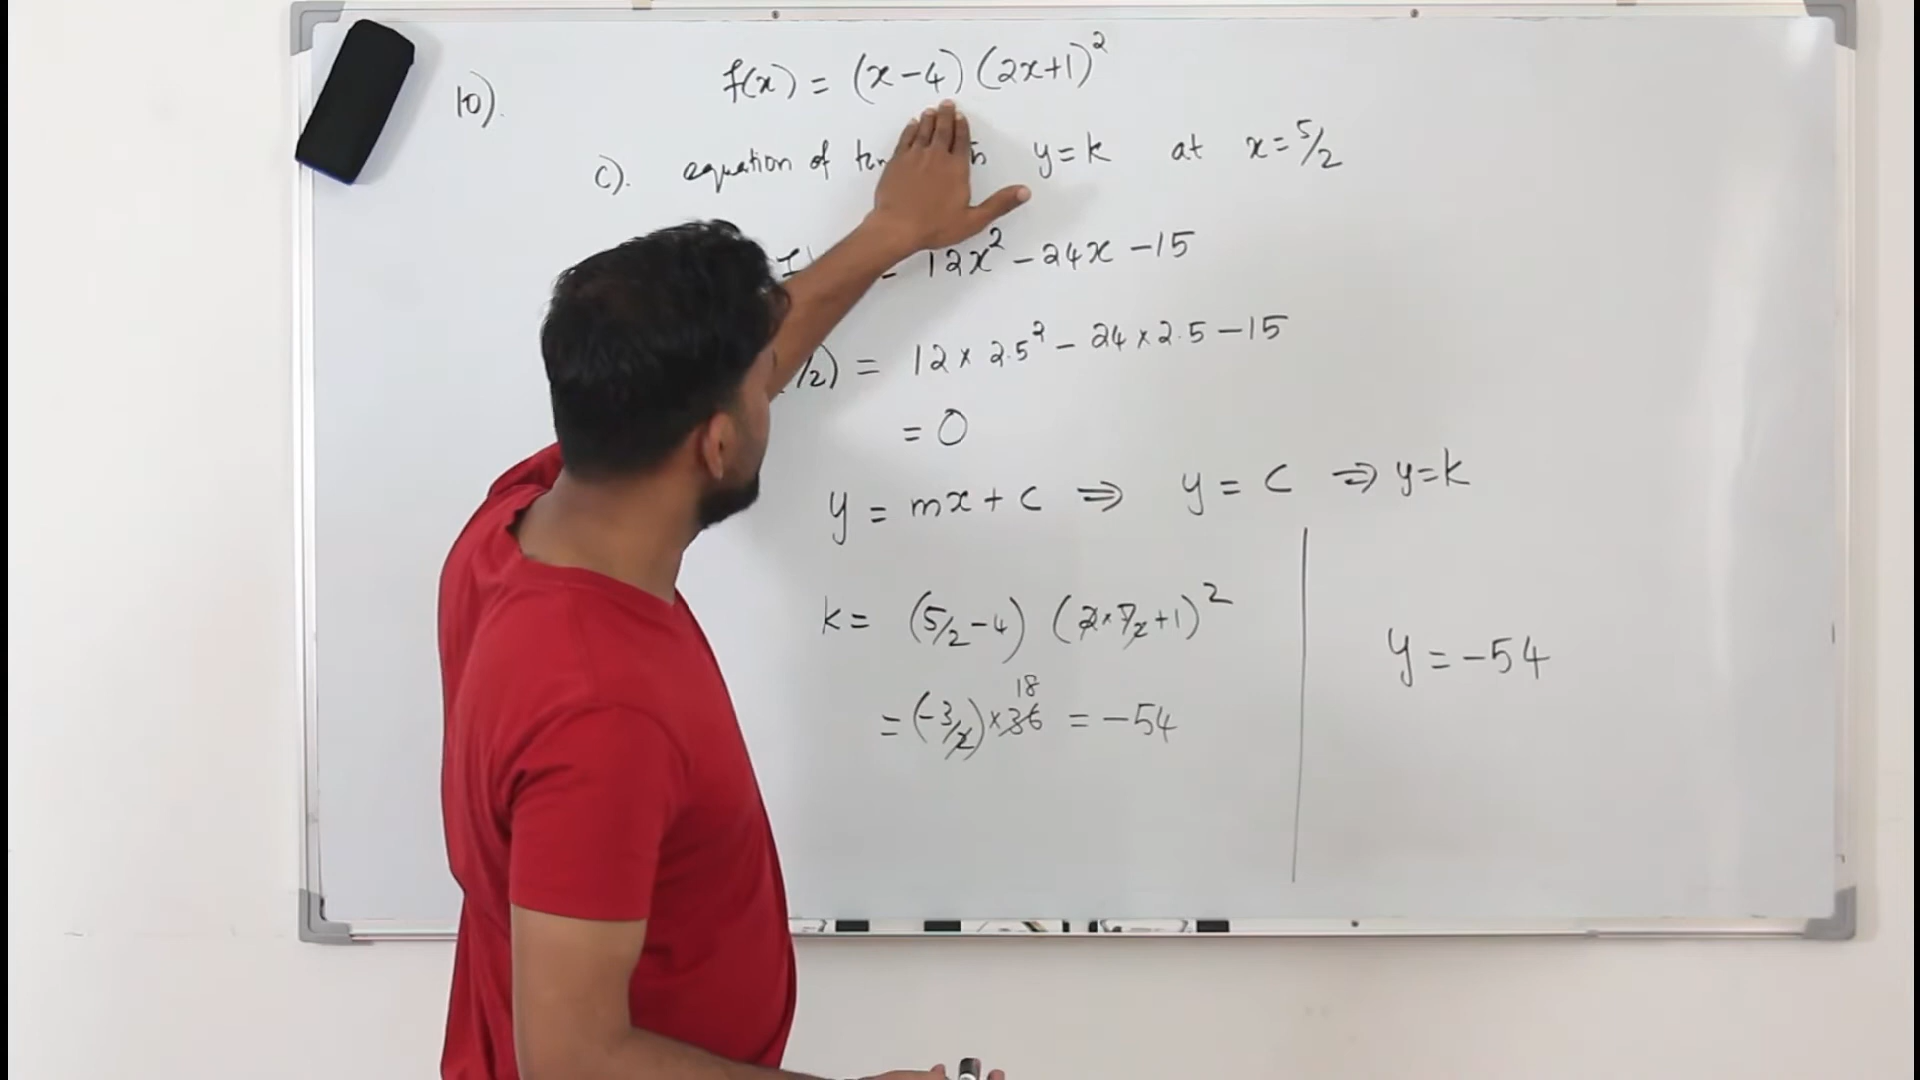 10). f(x) = (x-4)(2x+1)²
c). equation of y=k at x=5/2
= 12x² - 24x - 15
/2) = 12 × 2.5² - 24 × 2.5 - 15
= 0
y = mx + c ⇒ y = c ⇒ y=k
k = (5/2 - 4) (2×5/2+1)²
18
= (-3/2) × 36 = -54
y = -54